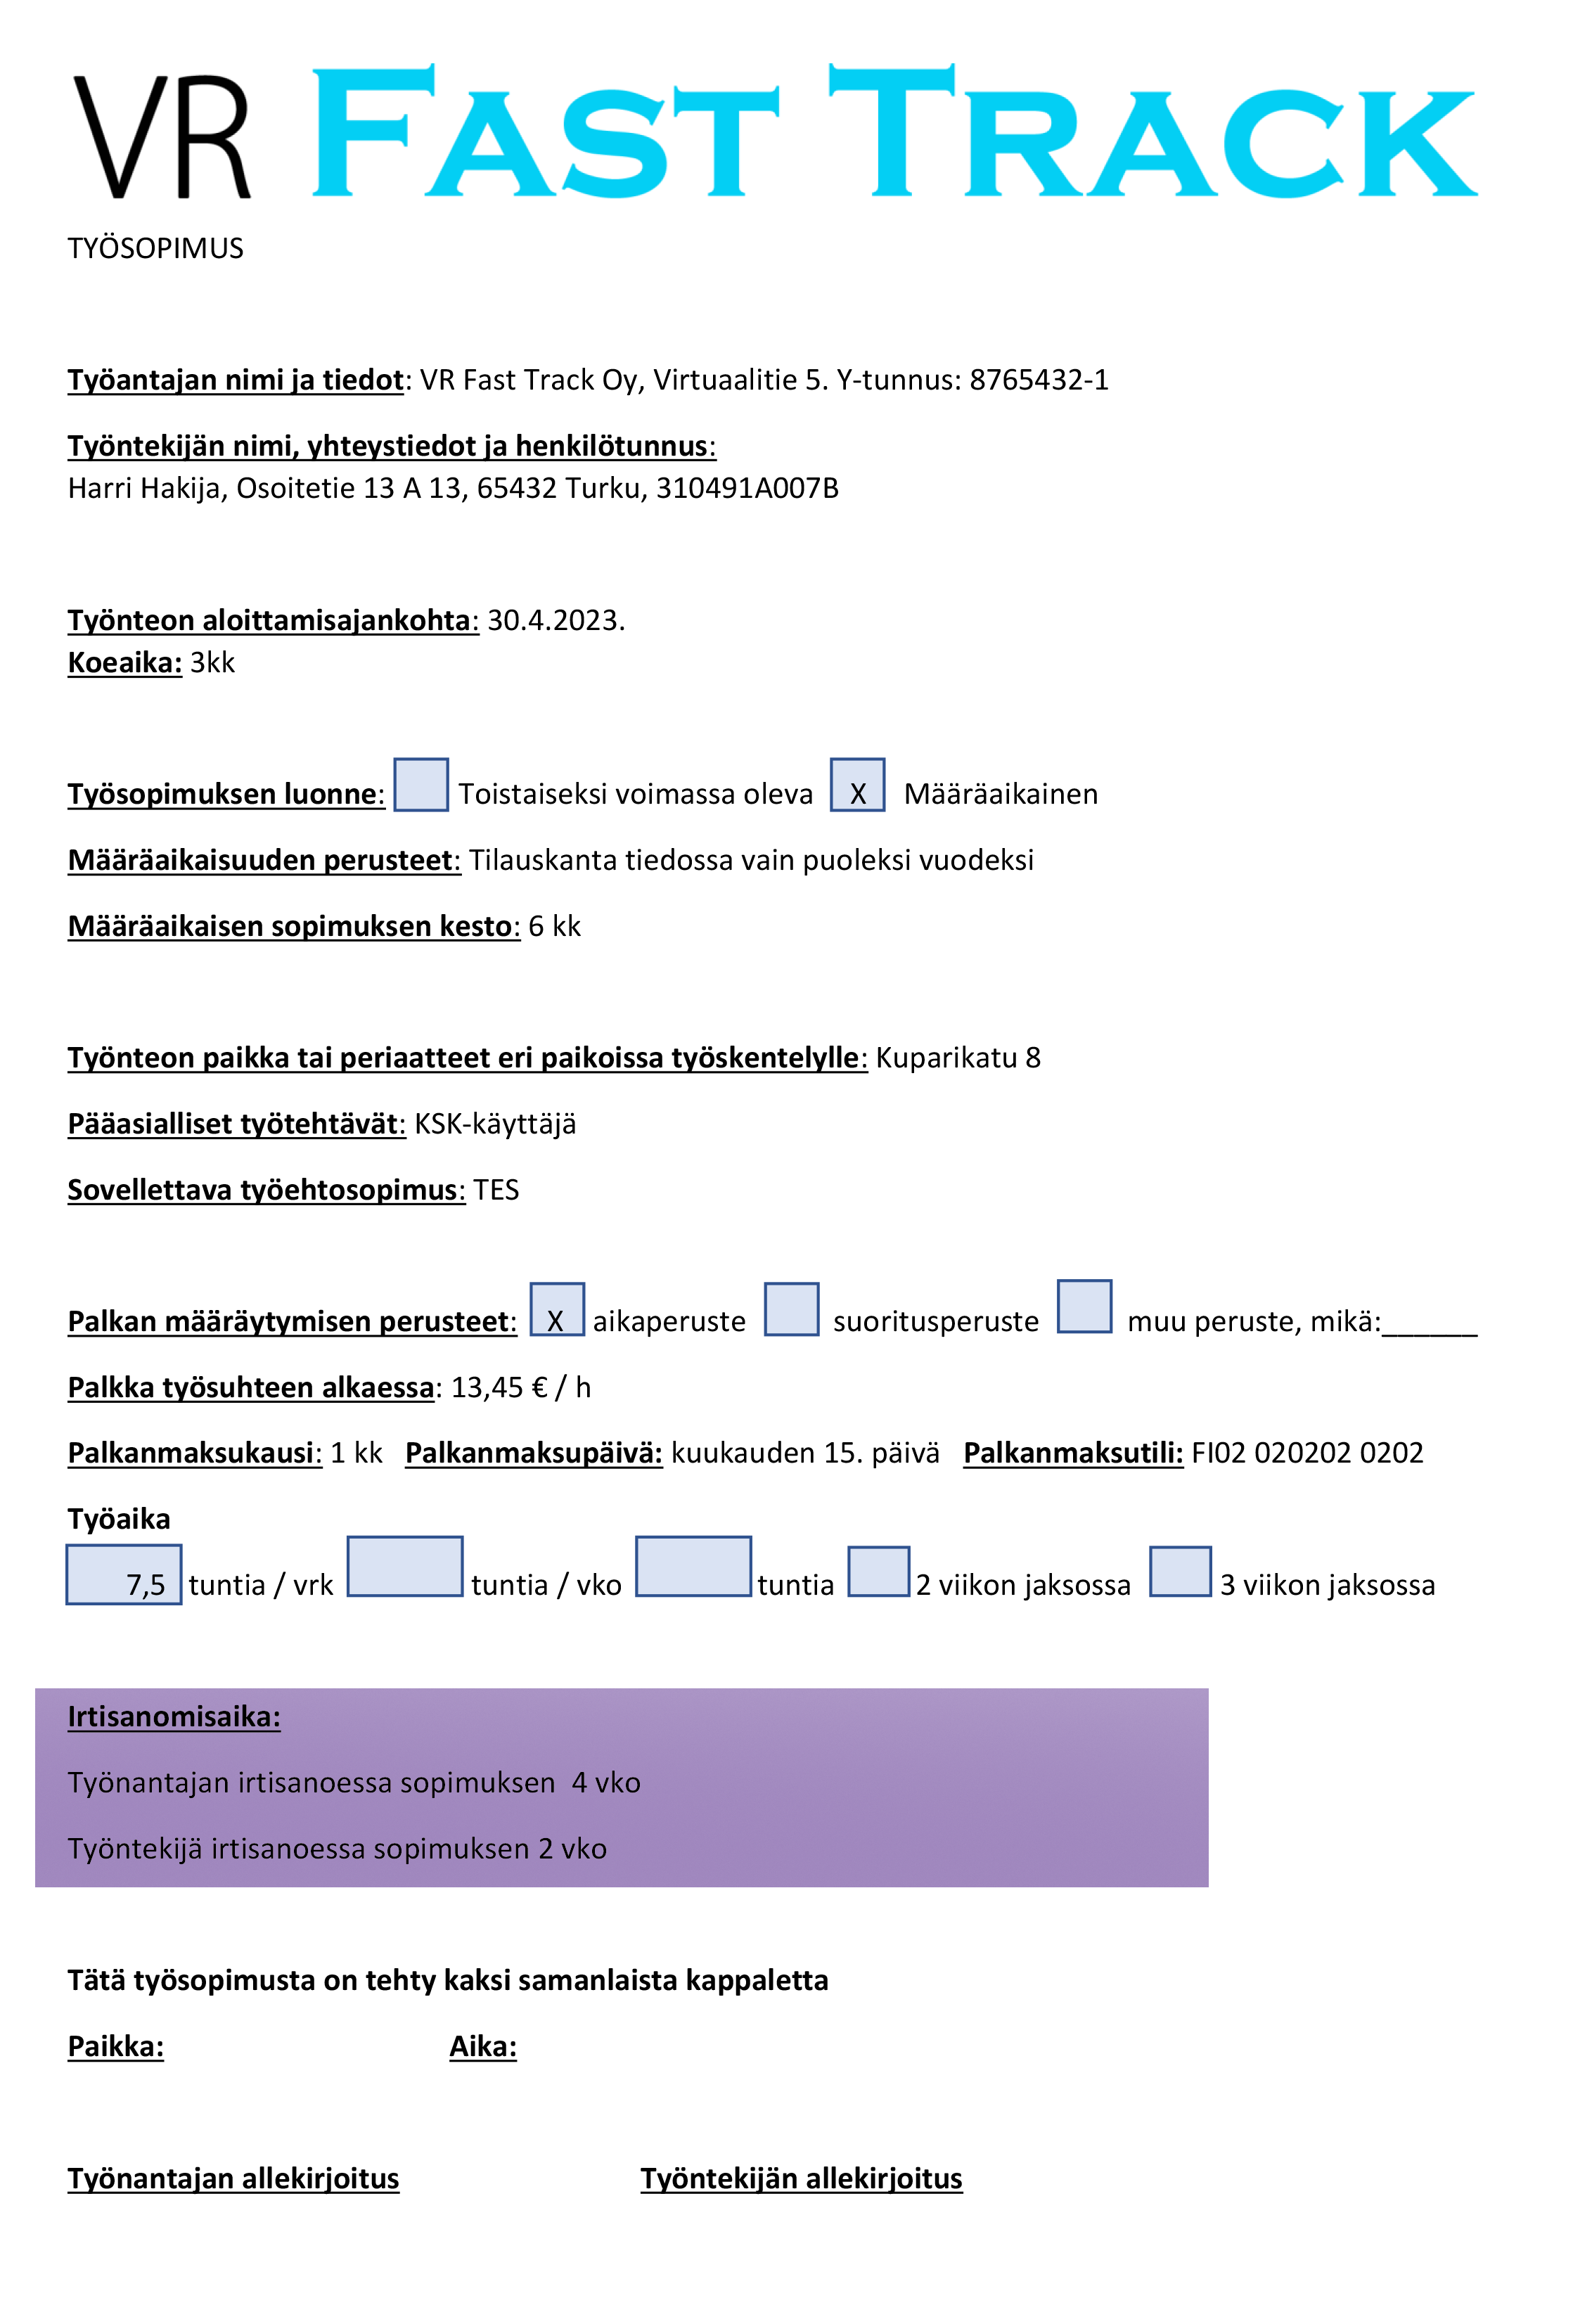 VR FAST TRACK
TYÖSOPIMUS
Työantajan nimi ja tiedot: VR Fast Track Oy, Virtuaalitie 5. Y-tunnus: 8765432-1
Työntekijän nimi, yhteystiedot ja henkilötunnus:
Harri Hakija, Osoitetie 13 A 13, 65432 Turku, 310491A007B
Työnteon aloittamisajankohta: 30.4.2023.
Koeaika: 3kk
Työsopimuksen luonne: Toistaiseksi voimassa oleva X Määräaikainen
Määräaikaisuuden perusteet: Tilauskanta tiedossa vain puoleksi vuodeksi
Määräaikaisen sopimuksen kesto: 6 kk
Työnteon paikka tai periaatteet eri paikoissa työskentelylle: Kuparikatu 8
Pääasialliset työtehtävät: KSK-käyttäjä
Sovellettava työehtosopimus: TES
Palkan määräytymisen perusteet: X aikaperuste suoritusperuste muu peruste, mikä:______
Palkka työsuhteen alkaessa: 13,45 € / h
Palkanmaksukausi: 1 kk Palkanmaksupäivä: kuukauden 15. päivä Palkanmaksutili: FI02 020202 0202
Työaika
7,5 tuntia / vrk tuntia / vko tuntia 2 viikon jaksossa 3 viikon jaksossa
Irtisanomisaika:
Työnantajan irtisanoessa sopimuksen 4 vko
Työntekijä irtisanoessa sopimuksen 2 vko
Tätä työsopimusta on tehty kaksi samanlaista kappaletta
Paikka: Aika:
Työnantajan allekirjoitus Työntekijän allekirjoitus